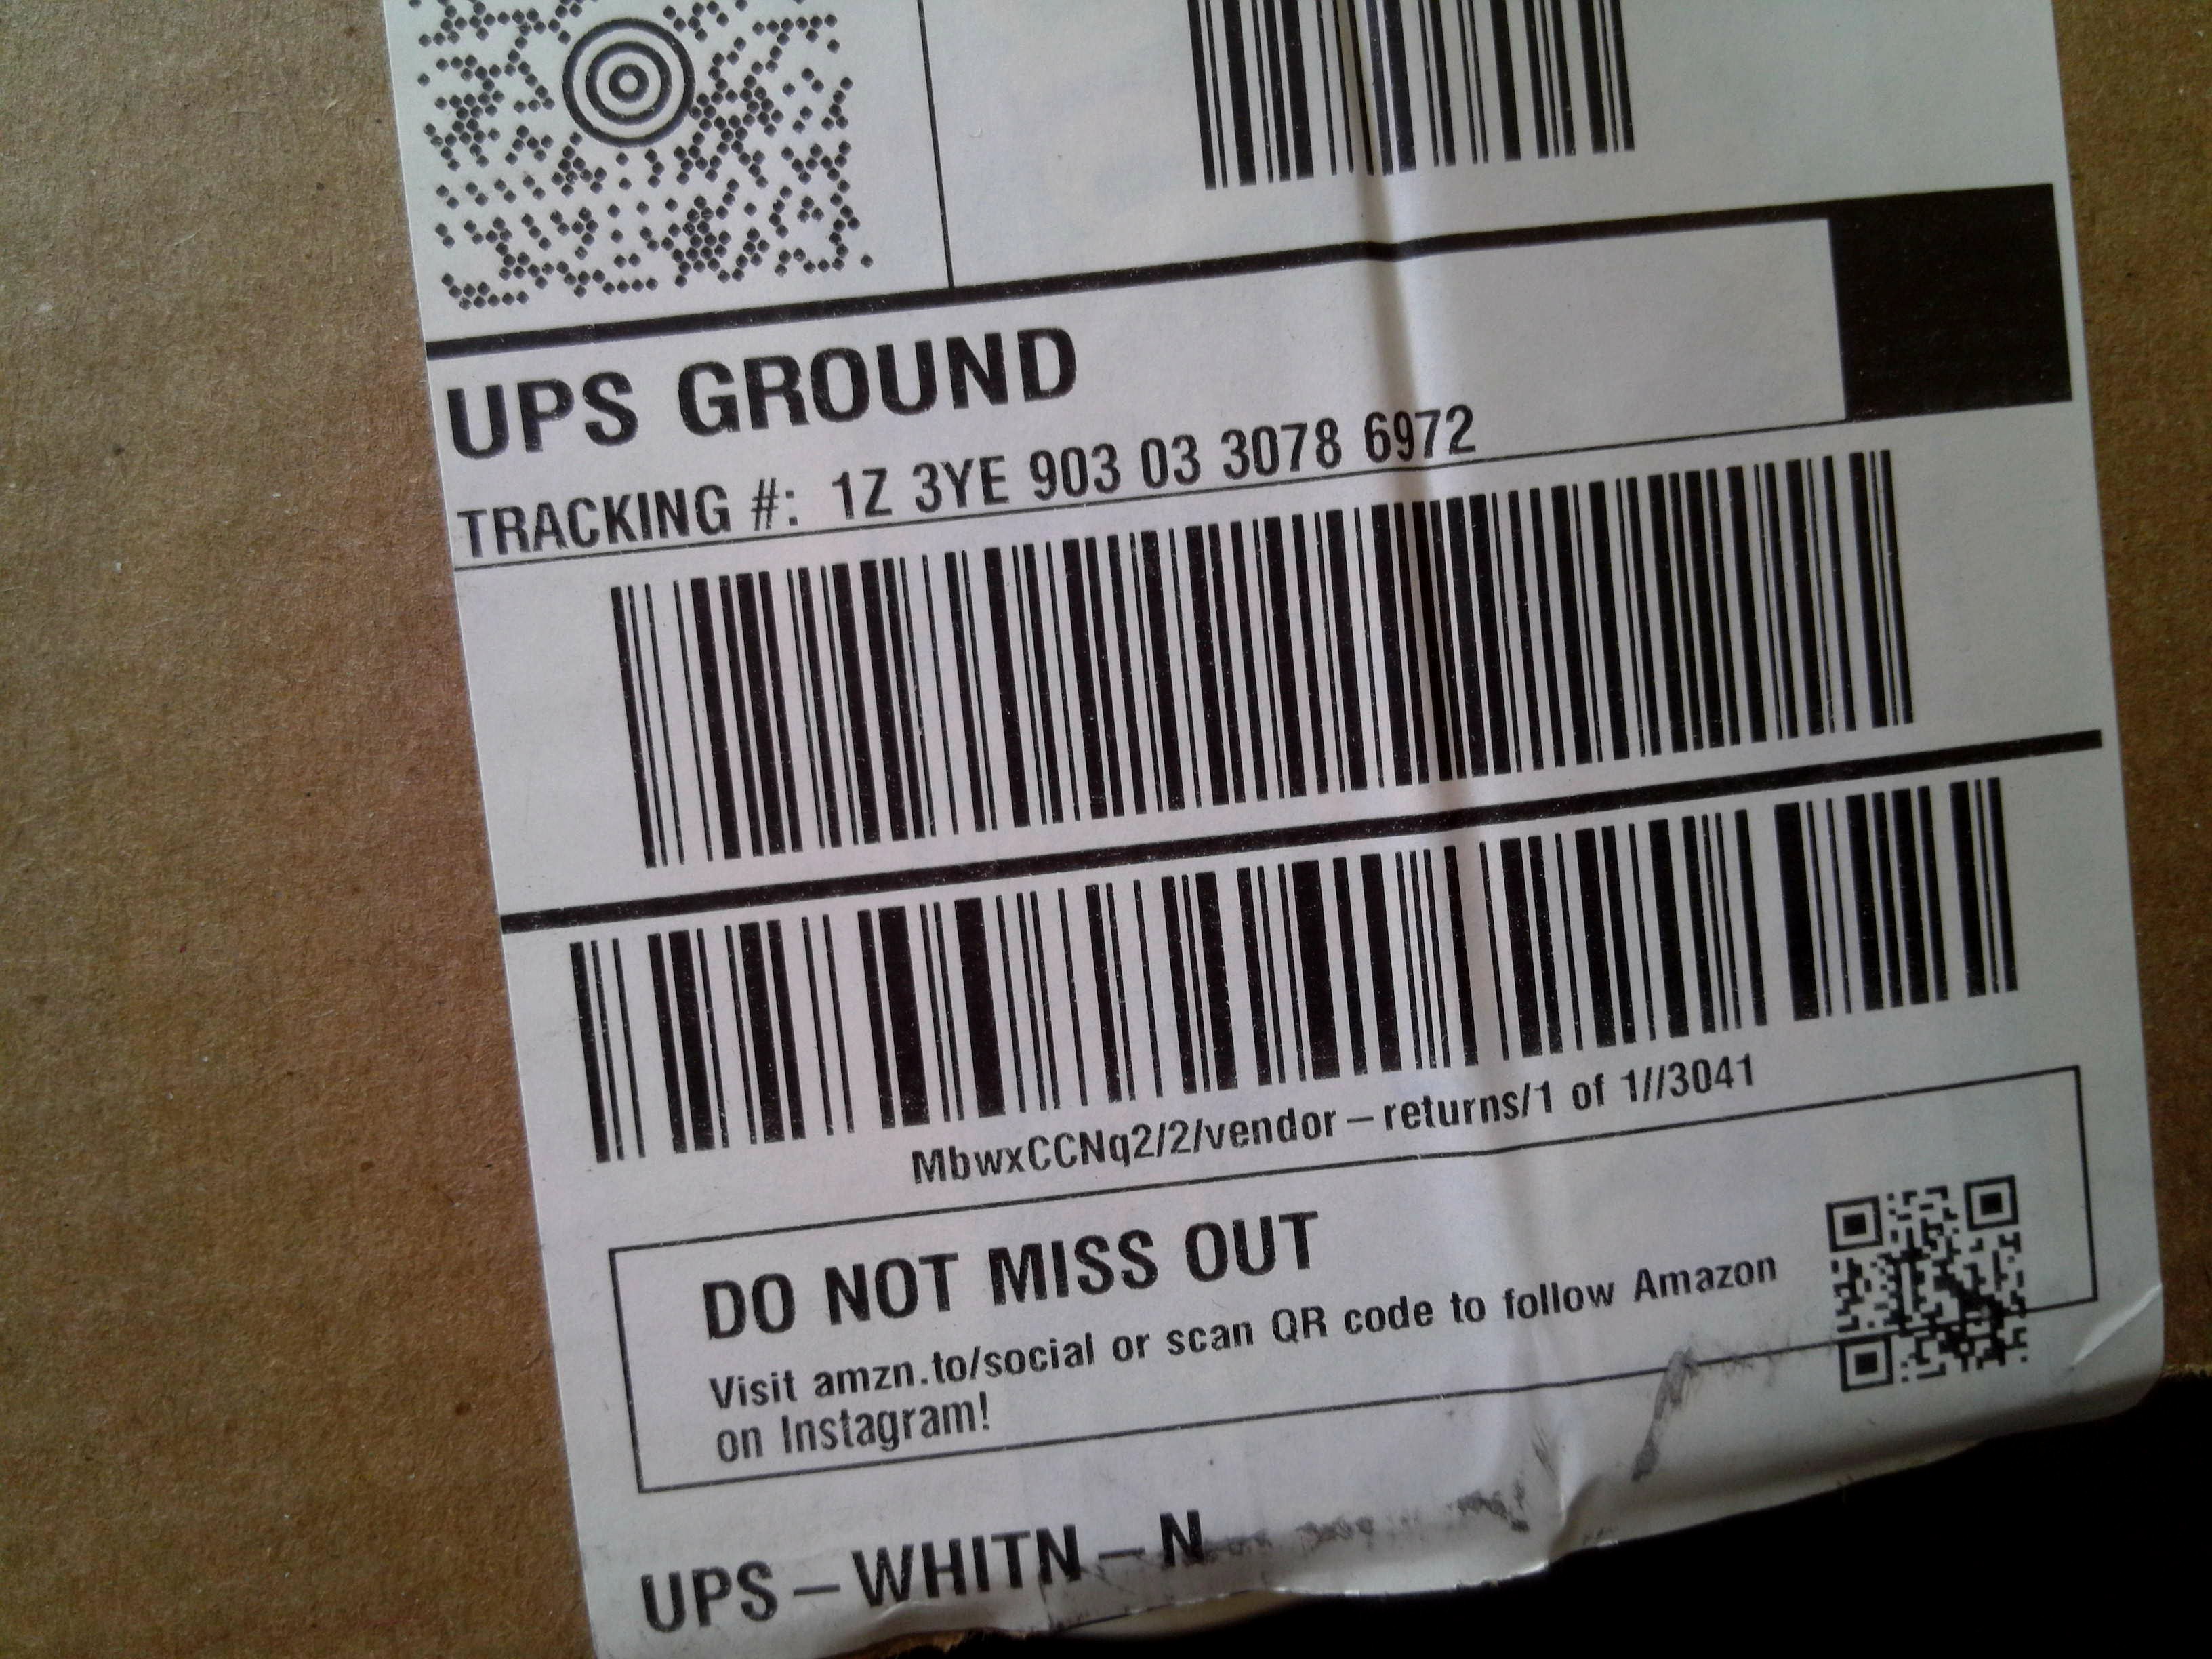 UPS GROUND
TRACKING #: 1Z 3YE 903 03 3078 6972
MbwxCCNq2/2/vendor-returns/1 of 1//3041
DO NOT MISS OUT
Visit amzn.to/social or scan QR code to follow Amazon
on Instagram!
UPS-WHITN-N